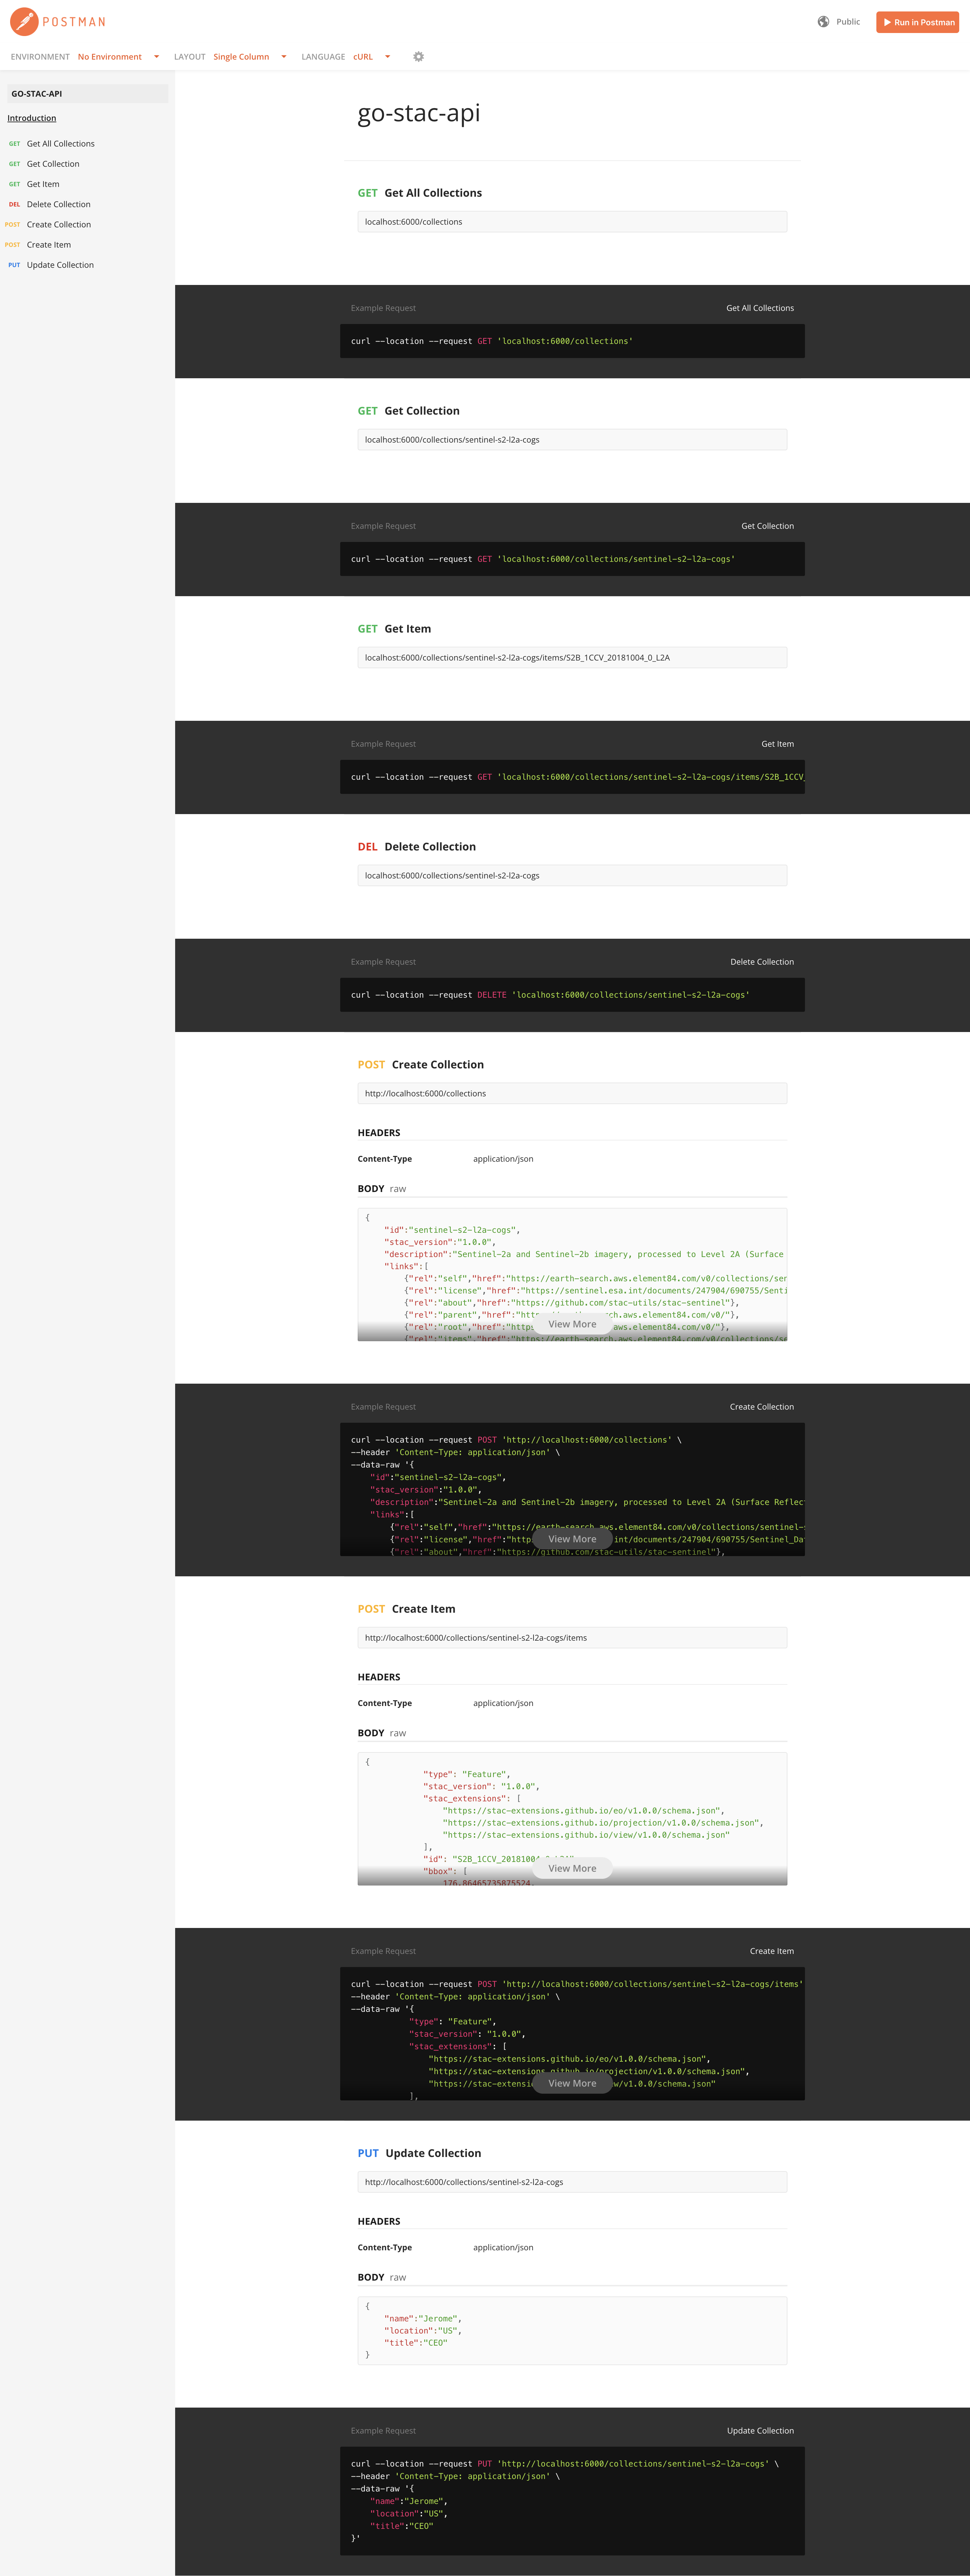 POSTMAN
Public
Run in Postman
ENVIRONMENT No Environment LAYOUT Single Column LANGUAGE cURL
GO-STAC-API
Introduction
GET Get All Collections
GET Get Collection
GET Get Item
DEL Delete Collection
POST Create Collection
POST Create Item
PUT Update Collection
go-stac-api
GET Get All Collections
localhost:6000/collections
Example Request Get All Collections
curl --location --request GET 'localhost:6000/collections'
GET Get Collection
localhost:6000/collections/sentinel-s2-l2a-cogs
Example Request Get Collection
curl --location --request GET 'localhost:6000/collections/sentinel-s2-l2a-cogs'
GET Get Item
localhost:6000/collections/sentinel-s2-l2a-cogs/items/S2B_1CCV_20181004_0_L2A
Example Request Get Item
curl --location --request GET 'localhost:6000/collections/sentinel-s2-l2a-cogs/items/S2B_1CCV_
DEL Delete Collection
localhost:6000/collections/sentinel-s2-l2a-cogs
Example Request Delete Collection
curl --location --request DELETE 'localhost:6000/collections/sentinel-s2-l2a-cogs'
POST Create Collection
http://localhost:6000/collections
HEADERS
Content-Type application/json
BODY raw
{
"id":"sentinel-s2-l2a-cogs",
"stac_version":"1.0.0",
"description":"Sentinel-2a and Sentinel-2b imagery, processed to Level 2A (Surface
"links":[
{"rel":"self","href":"https://earth-search.aws.element84.com/v0/collections/sen
{"rel":"license","href":"https://sentinel.esa.int/documents/247904/690755/Senti
{"rel":"about","href":"https://github.com/stac-utils/stac-sentinel"},
{"rel":"parent","href":"http arch.aws.element84.com/v0/"},
{"rel":"root","href":"http aws.element84.com/v0/"},
{"rel":"items","href":"https://earth-search.aws.element84.com/v0/collections/se
View More
Example Request Create Collection
curl --location --request POST 'http://localhost:6000/collections' \
--header 'Content-Type: application/json' \
--data-raw '{
"id":"sentinel-s2-l2a-cogs",
"stac_version":"1.0.0",
"description":"Sentinel-2a and Sentinel-2b imagery, processed to Level 2A (Surface Reflec
"links":[
{"rel":"self","href":"https://earth-search.aws.element84.com/v0/collections/sentinel-s
{"rel":"license","href":"http int/documents/247904/690755/Sentinel_Da
{"rel":"about","href":"https://github.com/stac-utils/stac-sentinel"},
View More
POST Create Item
http://localhost:6000/collections/sentinel-s2-l2a-cogs/items
HEADERS
Content-Type application/json
BODY raw
{
"type": "Feature",
"stac_version": "1.0.0",
"stac_extensions": [
"https://stac-extensions.github.io/eo/v1.0.0/schema.json",
"https://stac-extensions.github.io/projection/v1.0.0/schema.json",
"https://stac-extensions.github.io/view/v1.0.0/schema.json"
],
"id": "S2B_1CCV_20181004_0_L2A",
"bbox": [
176.86465735875524,
View More
Example Request Create Item
curl --location --request POST 'http://localhost:6000/collections/sentinel-s2-l2a-cogs/items'
--header 'Content-Type: application/json' \
--data-raw '{
"type": "Feature",
"stac_version": "1.0.0",
"stac_extensions": [
"https://stac-extensions.github.io/eo/v1.0.0/schema.json",
"https://stac-extensions.github.io/projection/v1.0.0/schema.json",
"https://stac-extensi w/v1.0.0/schema.json"
],
View More
PUT Update Collection
http://localhost:6000/collections/sentinel-s2-l2a-cogs
HEADERS
Content-Type application/json
BODY raw
{
"name":"Jerome",
"location":"US",
"title":"CEO"
}
Example Request Update Collection
curl --location --request PUT 'http://localhost:6000/collections/sentinel-s2-l2a-cogs' \
--header 'Content-Type: application/json' \
--data-raw '{
"name":"Jerome",
"location":"US",
"title":"CEO"
}'